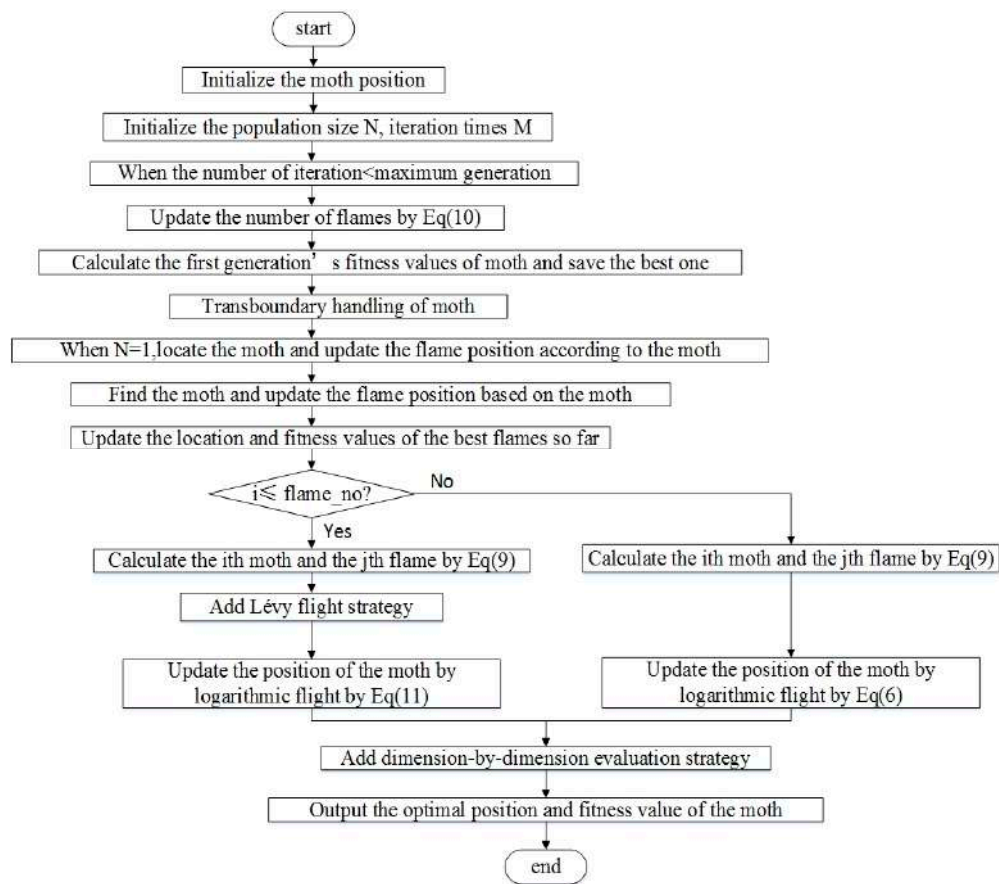 start
Initialize the moth position
Initialize the population size N, iteration times M
When the number of iteration<maximum generation
Update the number of flames by Eq(10)
Calculate the first generation’ s fitness values of moth and save the best one
Transboundary handling of moth
When N=1,locate the moth and update the flame position according to the moth
Find the moth and update the flame position based on the moth
Update the location and fitness values of the best flames so far
i≤ flame_no?
No
Yes
Calculate the ith moth and the jth flame by Eq(9)
Calculate the ith moth and the jth flame by Eq(9)
Add Lévy flight strategy
Update the position of the moth by
logarithmic flight by Eq(11)
Update the position of the moth by
logarithmic flight by Eq(6)
Add dimension-by-dimension evaluation strategy
Output the optimal position and fitness value of the moth
end